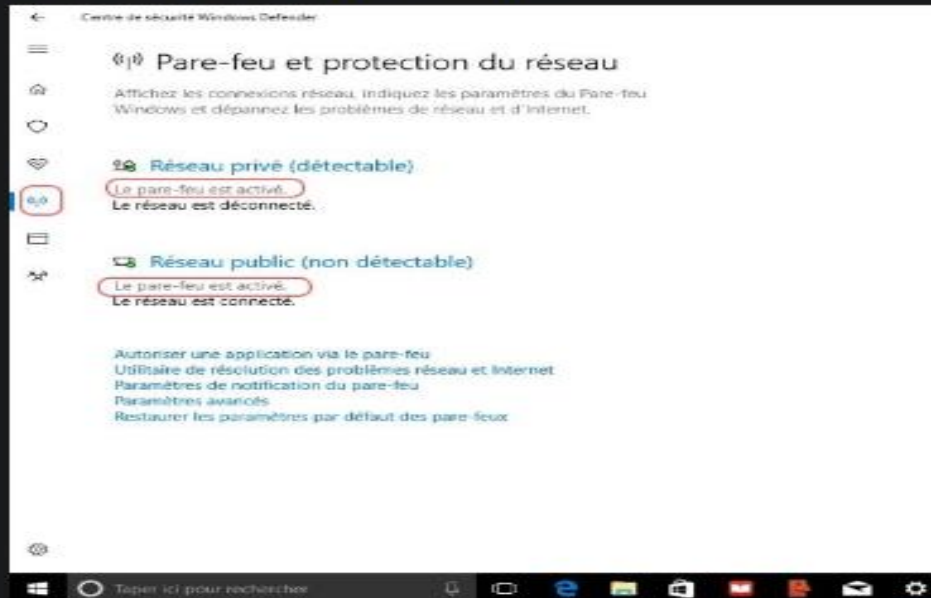 Centre de sécurité Windows Defender
Pare-feu et protection du réseau
Affichez les connexions réseau, indiquez les paramètres du Pare-feu
Windows et dépannez les problèmes de réseau et d'Internet.
Réseau privé (détectable)
Le pare-feu est activé.
Le réseau est déconnecté.
Réseau public (non détectable)
Le pare-feu est activé.
Le réseau est connecté.
Autoriser une application via le pare-feu
Utilitaire de résolution des problèmes réseau et Internet
Paramètres de notification du pare-feu
Paramètres avancés
Restaurer les paramètres par défaut des pare-feux
Taper ici pour rechercher